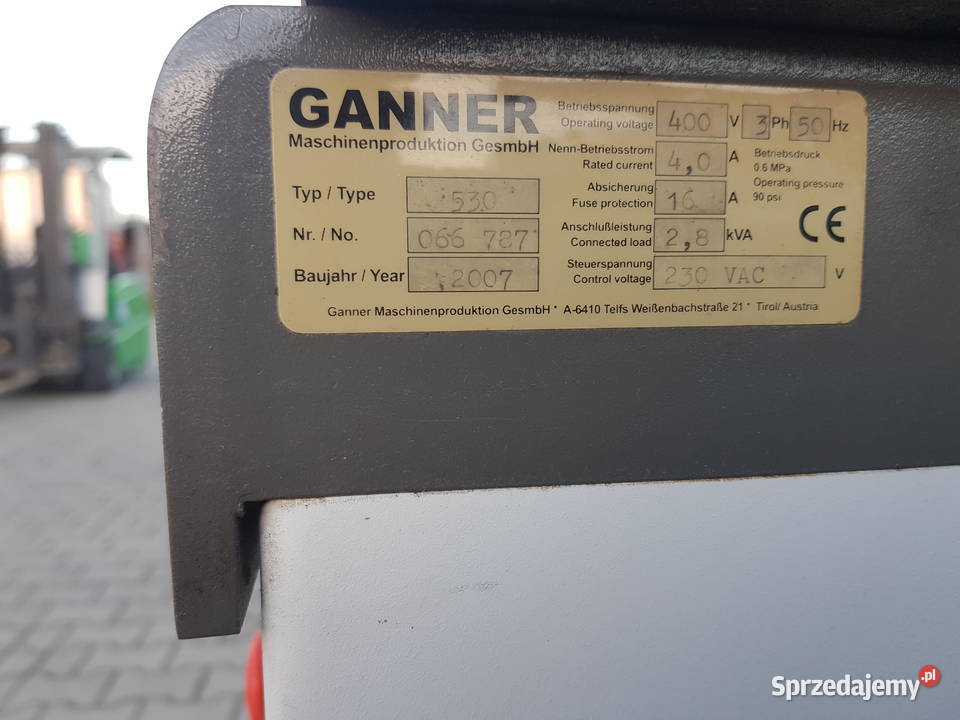 GANNER
Maschinenproduktion GesmbH
Typ / Type 530
Nr. / No. 066 787
Baujahr / Year 2007
Betriebsspannung
Operating voltage 400 V 3 Ph 50 Hz
Nenn-Betriebsstrom
Rated current 4,0 A
Betriebsdruck
0.6 MPa
Operating pressure
90 psi
Absicherung
Fuse protection 16 A
Anschlußleistung
Connected load 2,8 kVA
CE
Steuerspannung
Control voltage 230 VAC V
Ganner Maschinenproduktion GesmbH * A-6410 Telfs Weißenbachstraße 21 * Tirol/ Austria
Sprzedajemy.pl